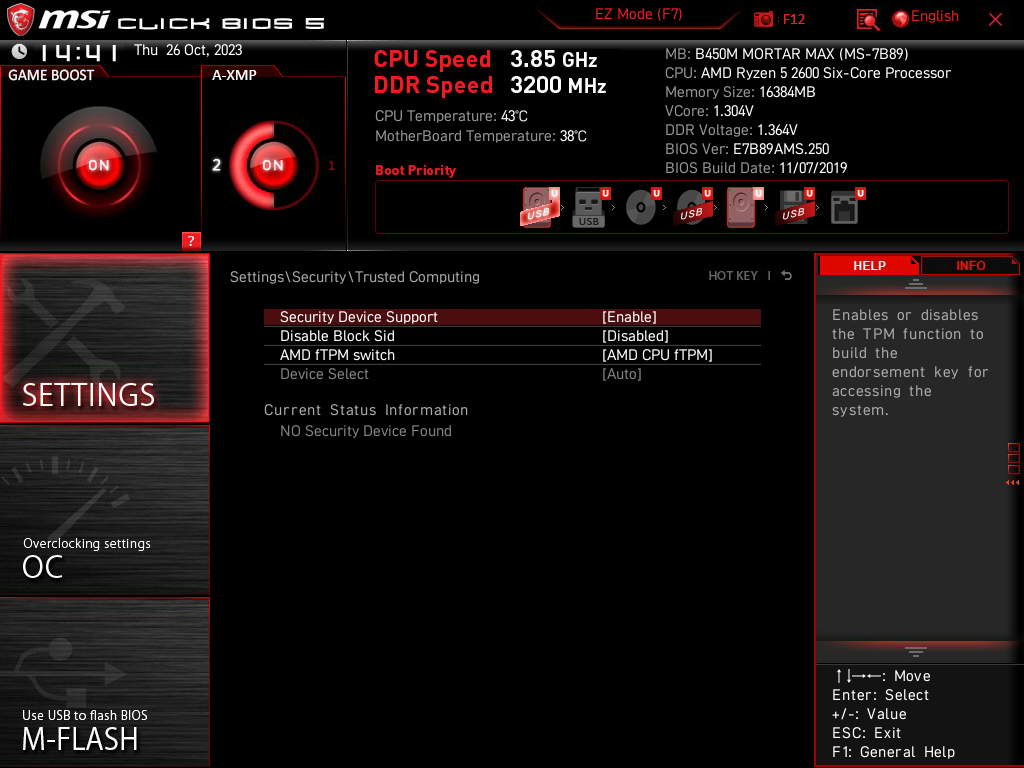 msi CLICK BIOS 5
EZ Mode (F7)
: F12
English
14:41 Thu 26 Oct, 2023
GAME BOOST
ON
?
A-XMP
2 ON 1
CPU Speed 3.85 GHz
DDR Speed 3200 MHz
CPU Temperature: 43°C
MotherBoard Temperature: 38°C
MB: B450M MORTAR MAX (MS-7B89)
CPU: AMD Ryzen 5 2600 Six-Core Processor
Memory Size: 16384MB
VCore: 1.304V
DDR Voltage: 1.364V
BIOS Ver: E7B89AMS.250
BIOS Build Date: 11/07/2019
Boot Priority
U U U U U U U
USB USB USB USB
SETTINGS
Overclocking settings
OC
Use USB to flash BIOS
M-FLASH
Settings\Security\Trusted Computing
HOT KEY |
Security Device Support [Enable]
Disable Block Sid [Disabled]
AMD fTPM switch [AMD CPU fTPM]
Device Select [Auto]
Current Status Information
NO Security Device Found
HELP INFO
Enables or disables
the TPM function to
build the
endorsement key for
accessing the
system.
↑↓→←: Move
Enter: Select
+/-: Value
ESC: Exit
F1: General Help